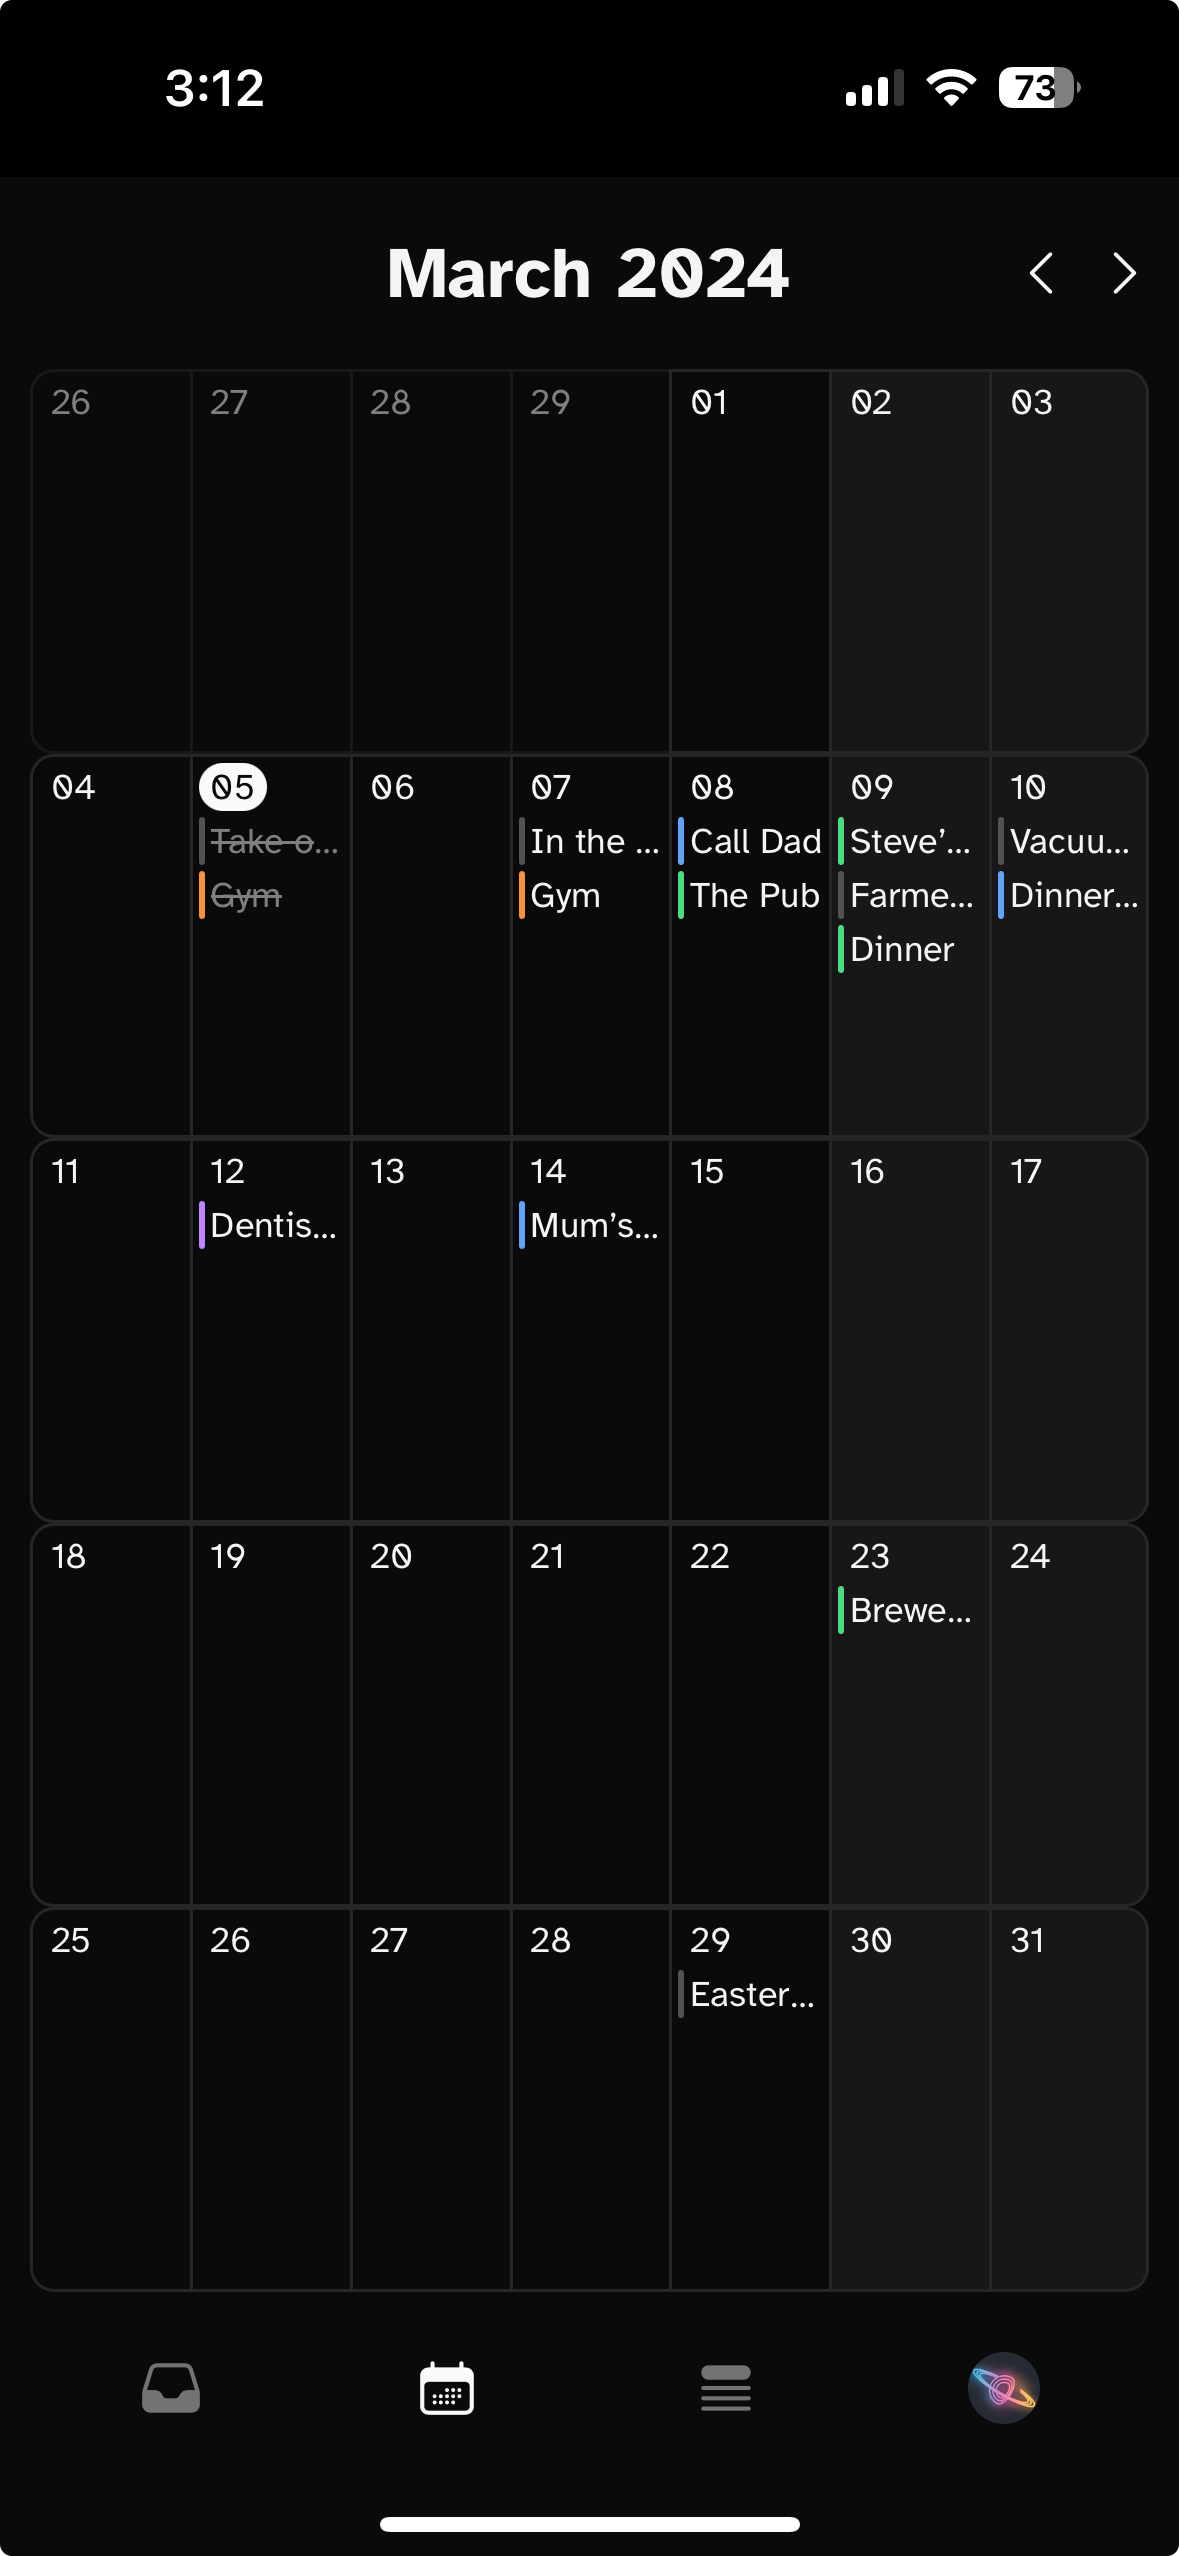 3:12
73
March 2024
26 27 28 29 01 02 03
04 05 06 07 08 09 10
Take o... In the ... Call Dad Steve’... Vacuu...
Gym Gym The Pub Farme... Dinner...
Dinner
11 12 13 14 15 16 17
Dentis... Mum’s...
18 19 20 21 22 23 24
Brewe...
25 26 27 28 29 30 31
Easter...